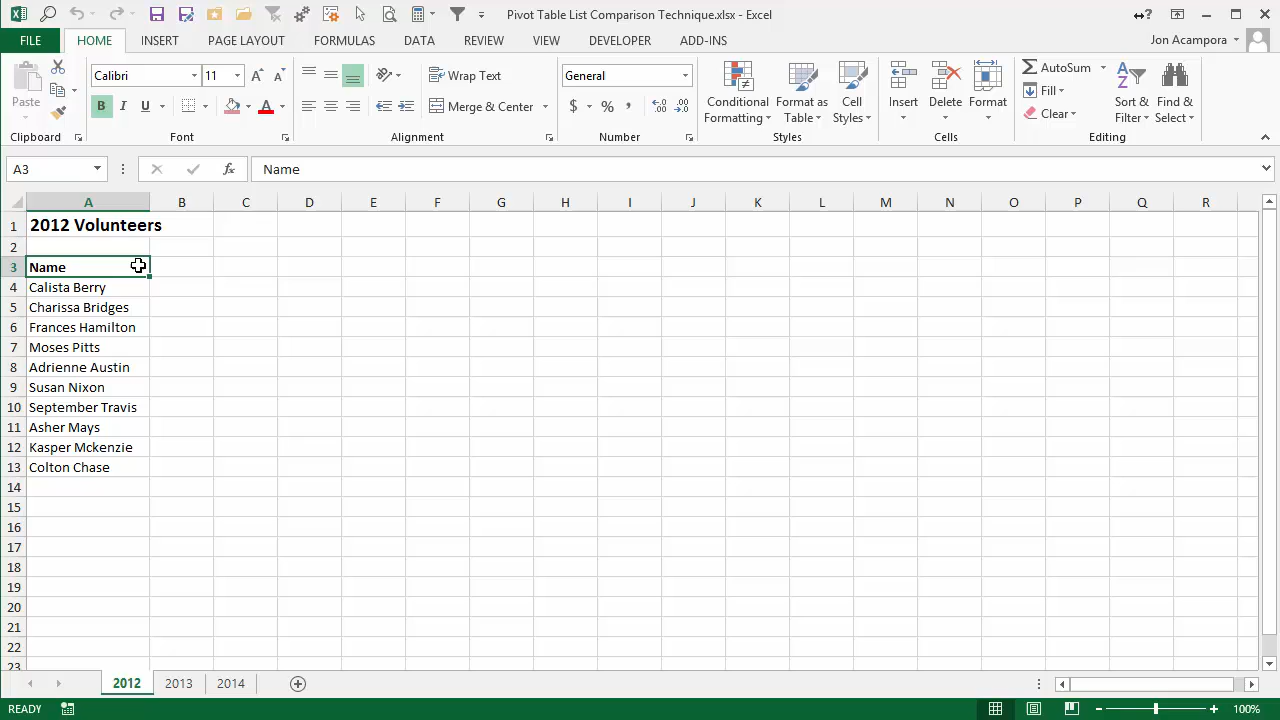 Pivot Table List Comparison Technique.xlsx - Excel
FILE HOME INSERT PAGE LAYOUT FORMULAS DATA REVIEW VIEW DEVELOPER ADD-INS Jon Acampora
Calibri 11 Wrap Text General AutoSum
Paste Conditional Formatting Format as Table Cell Styles Insert Delete Format Fill Sort & Filter Find & Select
B I U A Merge & Center $ % , Clear
Clipboard Font Alignment Number Styles Cells Editing
A3 fx Name
A B C D E F G H I J K L M N O P Q R
1 2012 Volunteers
2
3 Name
4 Calista Berry
5 Charissa Bridges
6 Frances Hamilton
7 Moses Pitts
8 Adrienne Austin
9 Susan Nixon
10 September Travis
11 Asher Mays
12 Kasper Mckenzie
13 Colton Chase
14
15
16
17
18
19
20
21
22
23
2012 2013 2014
READY 100%